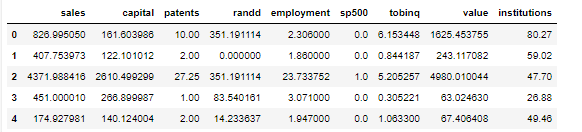 sales capital patents randd employment sp500 tobinq value institutions
0 826.995050 161.603986 10.00 351.191050 2.306000 0.0 6.153448 1625.453755 80.27
1 407.753973 122.101012 2.00 0.000000 1.860000 0.0 0.844187 243.117082 59.02
2 4371.988416 2610.499299 27.25 351.191114 23.733752 1.0 5.205257 4980.010044 47.70
3 451.000010 266.899987 1.00 83.540161 3.071000 0.0 0.305221 63.024630 26.88
4 174.927981 140.124004 2.00 14.233637 1.947000 0.0 1.063300 67.406408 49.46